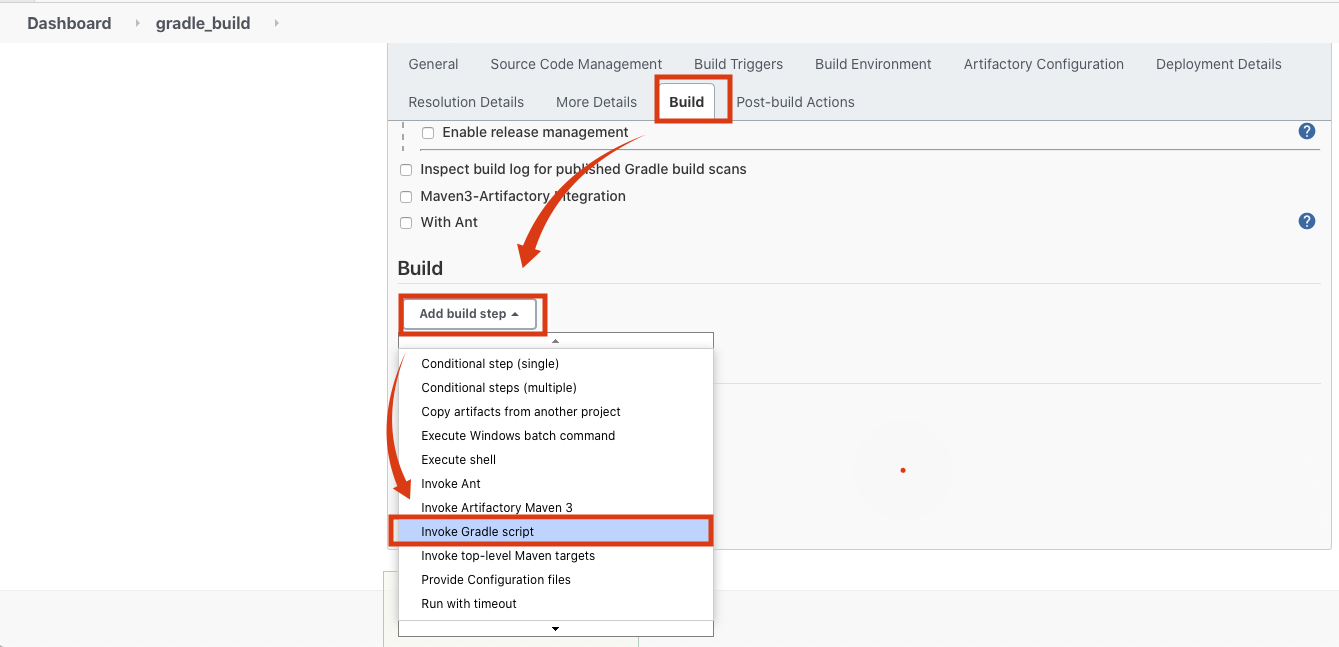 Dashboard gradle_build
General Source Code Management Build Triggers Build Environment Artifactory Configuration Deployment Details
Resolution Details More Details Build Post-build Actions
Enable release management ?
Inspect build log for published Gradle build scans
Maven3-Artifactory Integration
With Ant ?
Build
Add build step
Conditional step (single)
Conditional steps (multiple)
Copy artifacts from another project
Execute Windows batch command
Execute shell
Invoke Ant
Invoke Artifactory Maven 3
Invoke Gradle script
Invoke top-level Maven targets
Provide Configuration files
Run with timeout